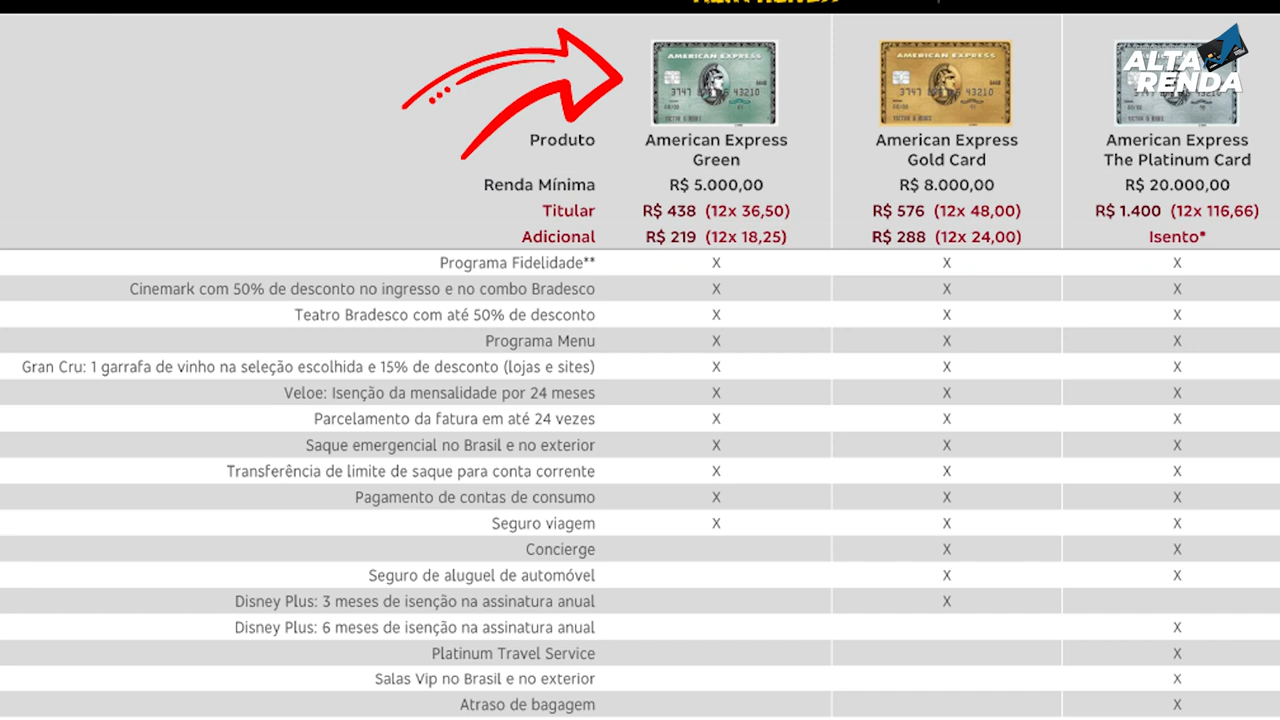 AMERICAN EXPRESS
3747
43210
AMERICAN EXPRESS
3747
43210
ALTA
RENDA
Produto
American Express
Green
American Express
Gold Card
American Express
The Platinum Card
Renda Mínima R$ 5.000,00 R$ 8.000,00 R$ 20.000,00
Titular R$ 438 (12x 36,50) R$ 576 (12x 48,00) R$ 1.400 (12x 116,66)
Adicional R$ 219 (12x 18,25) R$ 288 (12x 24,00) Isento*
Programa Fidelidade** X X X
Cinemark com 50% de desconto no ingresso e no combo Bradesco X X X
Teatro Bradesco com até 50% de desconto X X X
Programa Menu X X X
Gran Cru: 1 garrafa de vinho na seleção escolhida e 15% de desconto (lojas e sites) X X X
Veloe: Isenção da mensalidade por 24 meses X X X
Parcelamento da fatura em até 24 vezes X X X
Saque emergencial no Brasil e no exterior X X X
Transferência de limite de saque para conta corrente X X X
Pagamento de contas de consumo X X X
Seguro viagem X X X
Concierge X X
Seguro de aluguel de automóvel X X
Disney Plus: 3 meses de isenção na assinatura anual X
Disney Plus: 6 meses de isenção na assinatura anual X
Platinum Travel Service X
Salas Vip no Brasil e no exterior X
Atraso de bagagem X